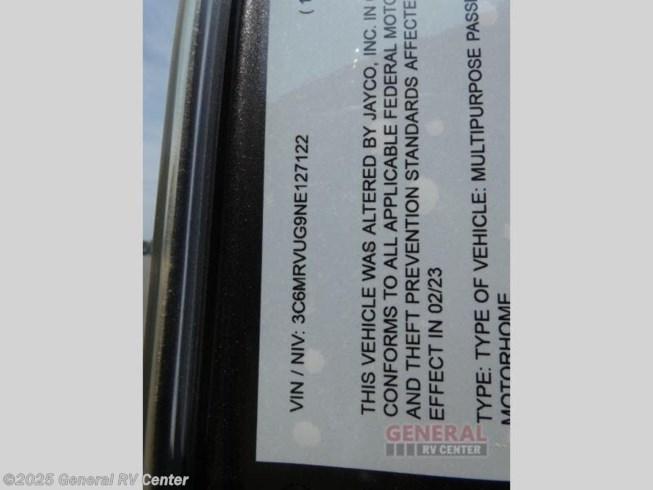 ( 1
VIN / NIV: 3C6MRVUG9NE127122
THIS VEHICLE WAS ALTERED BY JAYCO, INC. IN
CONFORMS TO ALL APPLICABLE FEDERAL MOTO
AND THEFT PREVENTION STANDARDS AFFECTE
EFFECT IN 02/23
TYPE: TYPE OF VEHICLE: MULTIPURPOSE PASS
MOTORHOME
GENERAL
RV CENTER
©2025 General RV Center